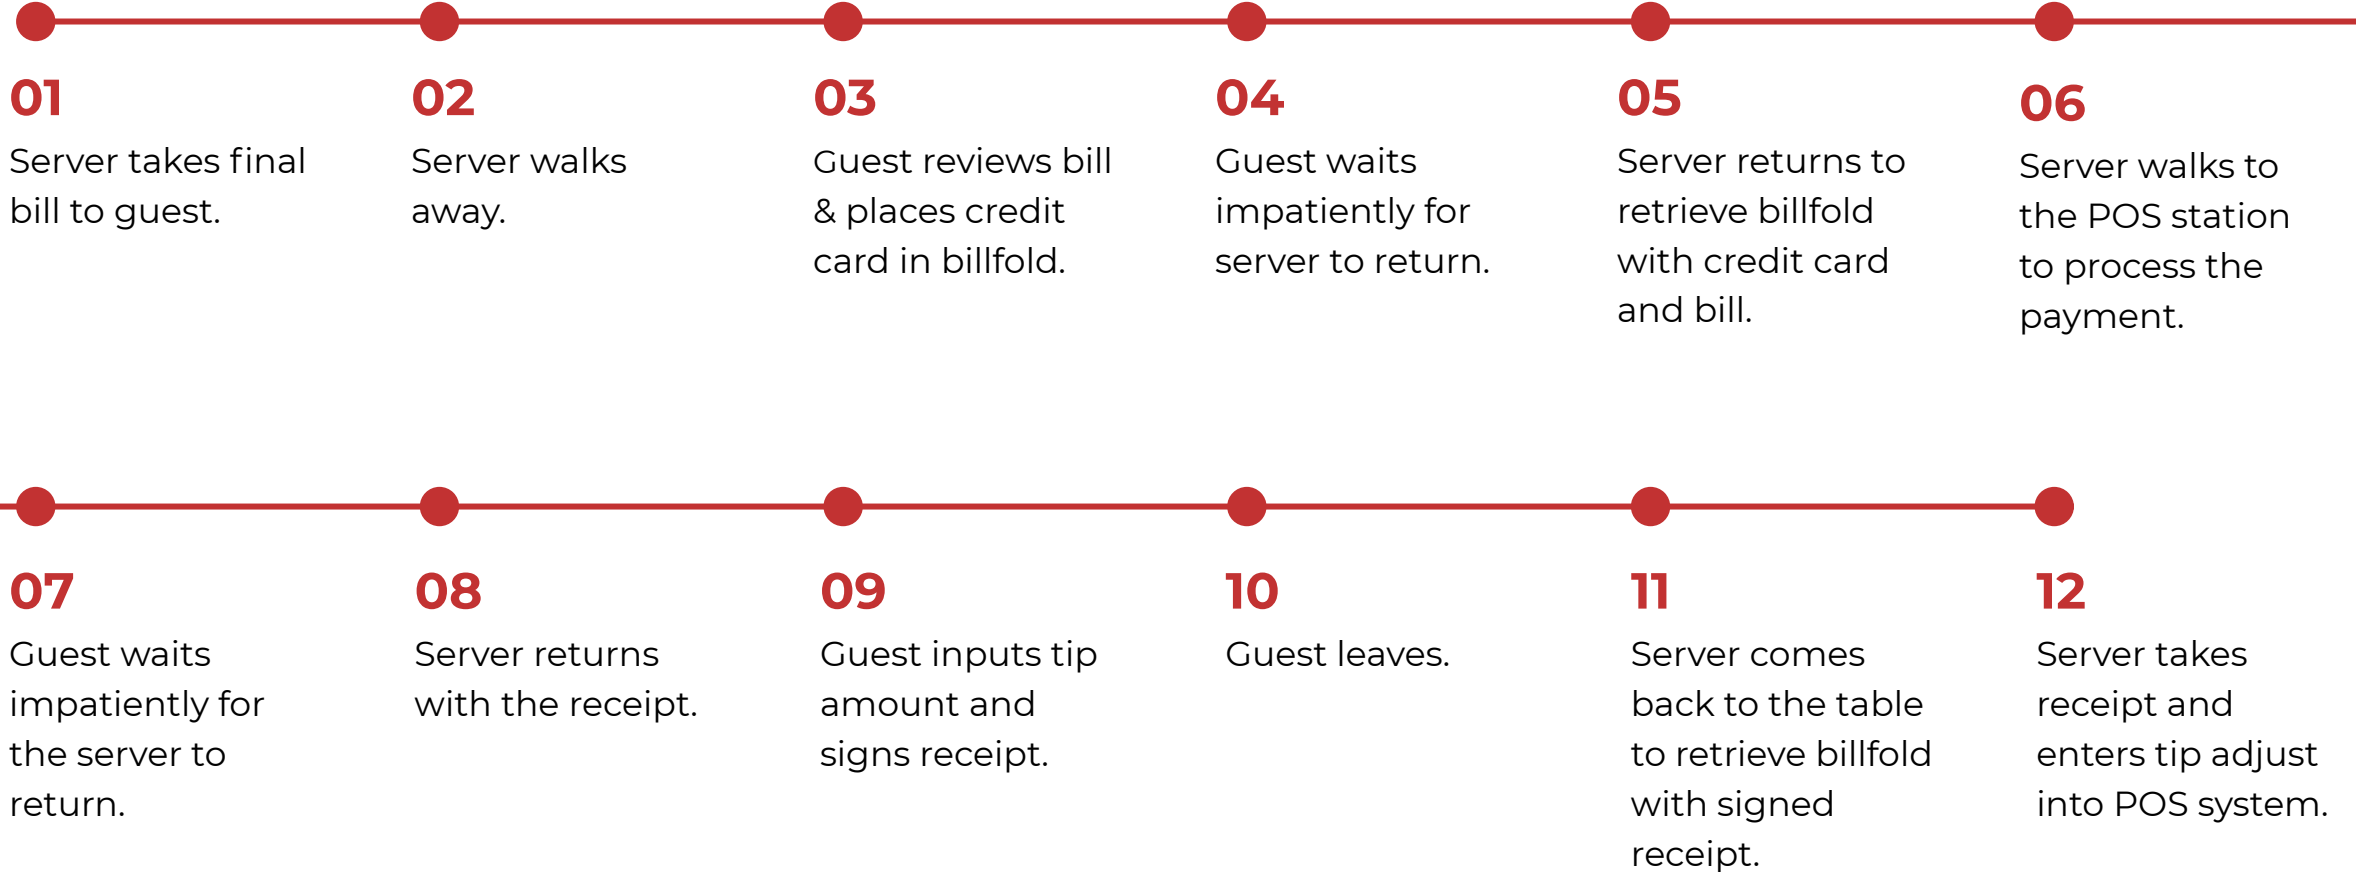 01
Server takes final
bill to guest.
02
Server walks
away.
03
Guest reviews bill
& places credit
card in billfold.
04
Guest waits
impatiently for
server to return.
05
Server returns to
retrieve billfold
with credit card
and bill.
06
Server walks to
the POS station
to process the
payment.
07
Guest waits
impatiently for
the server to
return.
08
Server returns
with the receipt.
09
Guest inputs tip
amount and
signs receipt.
10
Guest leaves.
11
Server comes
back to the table
to retrieve billfold
with signed
receipt.
12
Server takes
receipt and
enters tip adjust
into POS system.